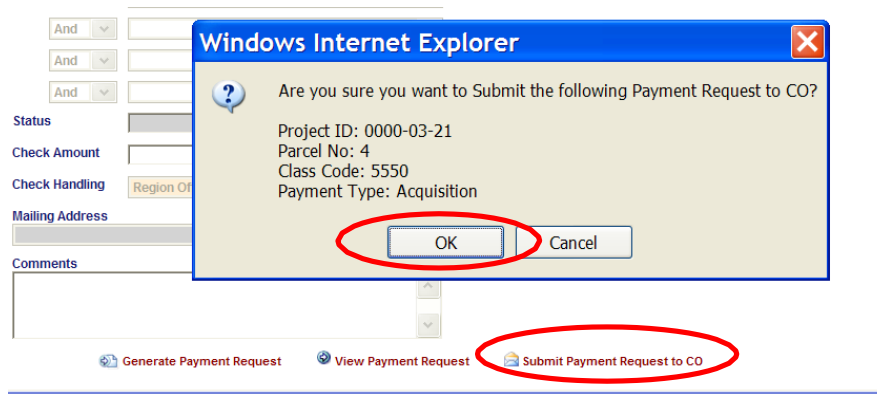 And
And
And
Status
Check Amount
Check Handling
Region Of
Mailing Address
Comments
Windows Internet Explorer
Are you sure you want to Submit the following Payment Request to CO?
Project ID: 0000-03-21
Parcel No: 4
Class Code: 5550
Payment Type: Acquisition
OK
Cancel
Generate Payment Request
View Payment Request
Submit Payment Request to CO